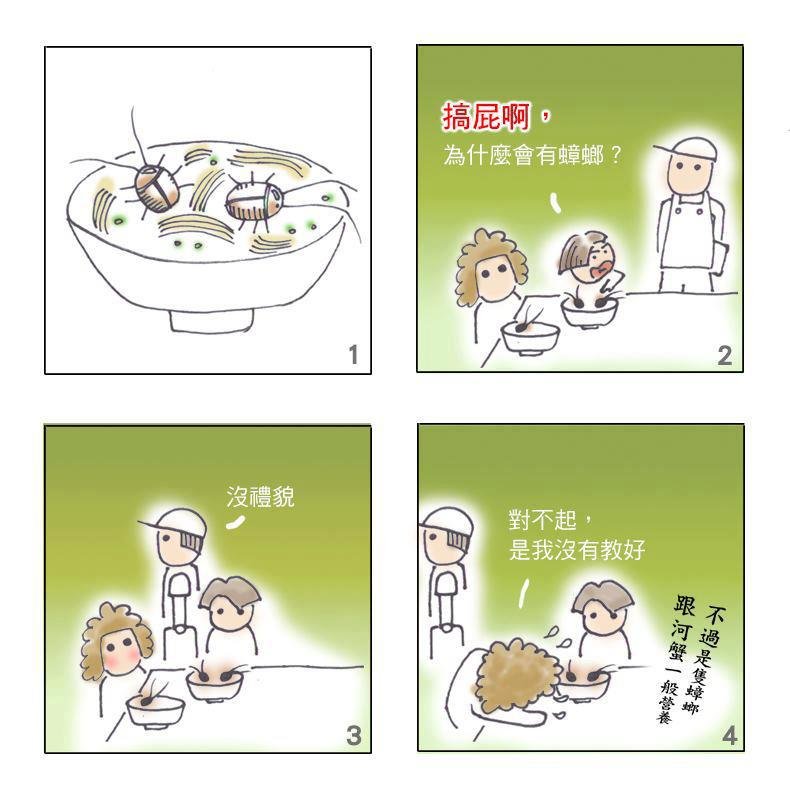 1
搞屁啊，
為什麼會有蟑螂？
2
沒禮貌
3
對不起，
是我沒有教好
不過是隻蟑螂
跟河蟹一般營養
4